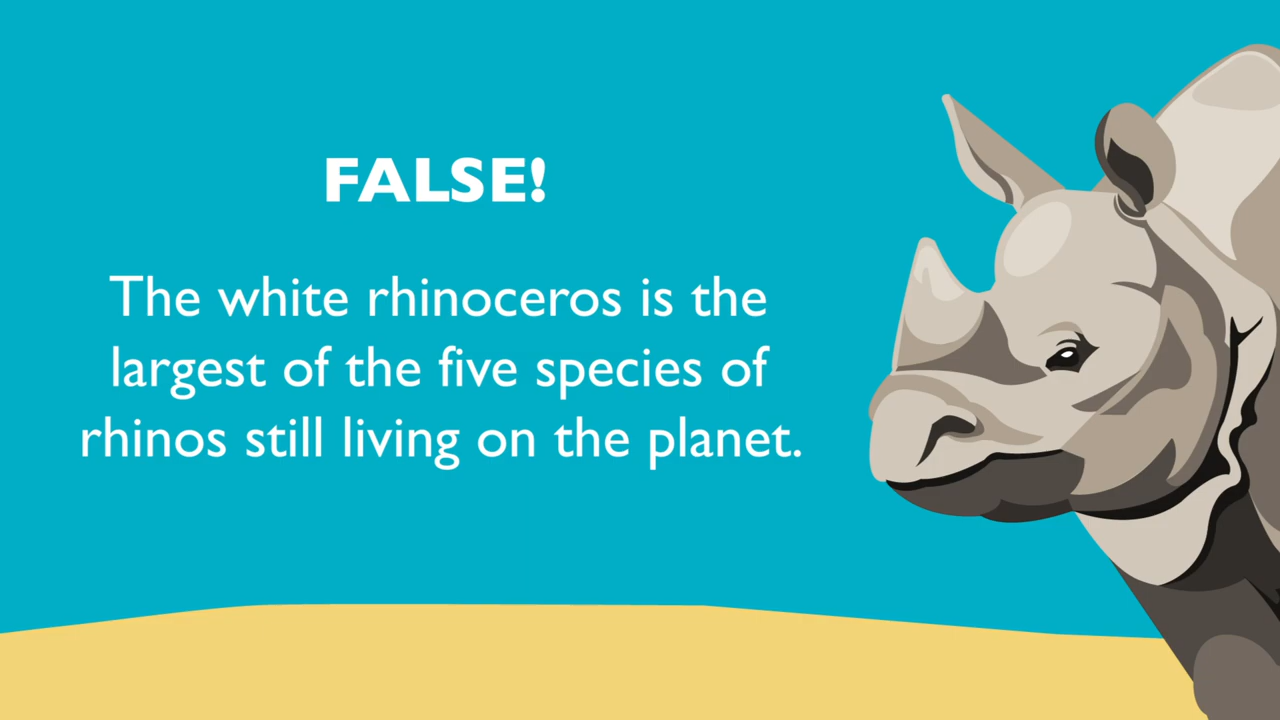 FALSE!
The white rhinoceros is the
largest of the five species of
rhinos still living on the planet.